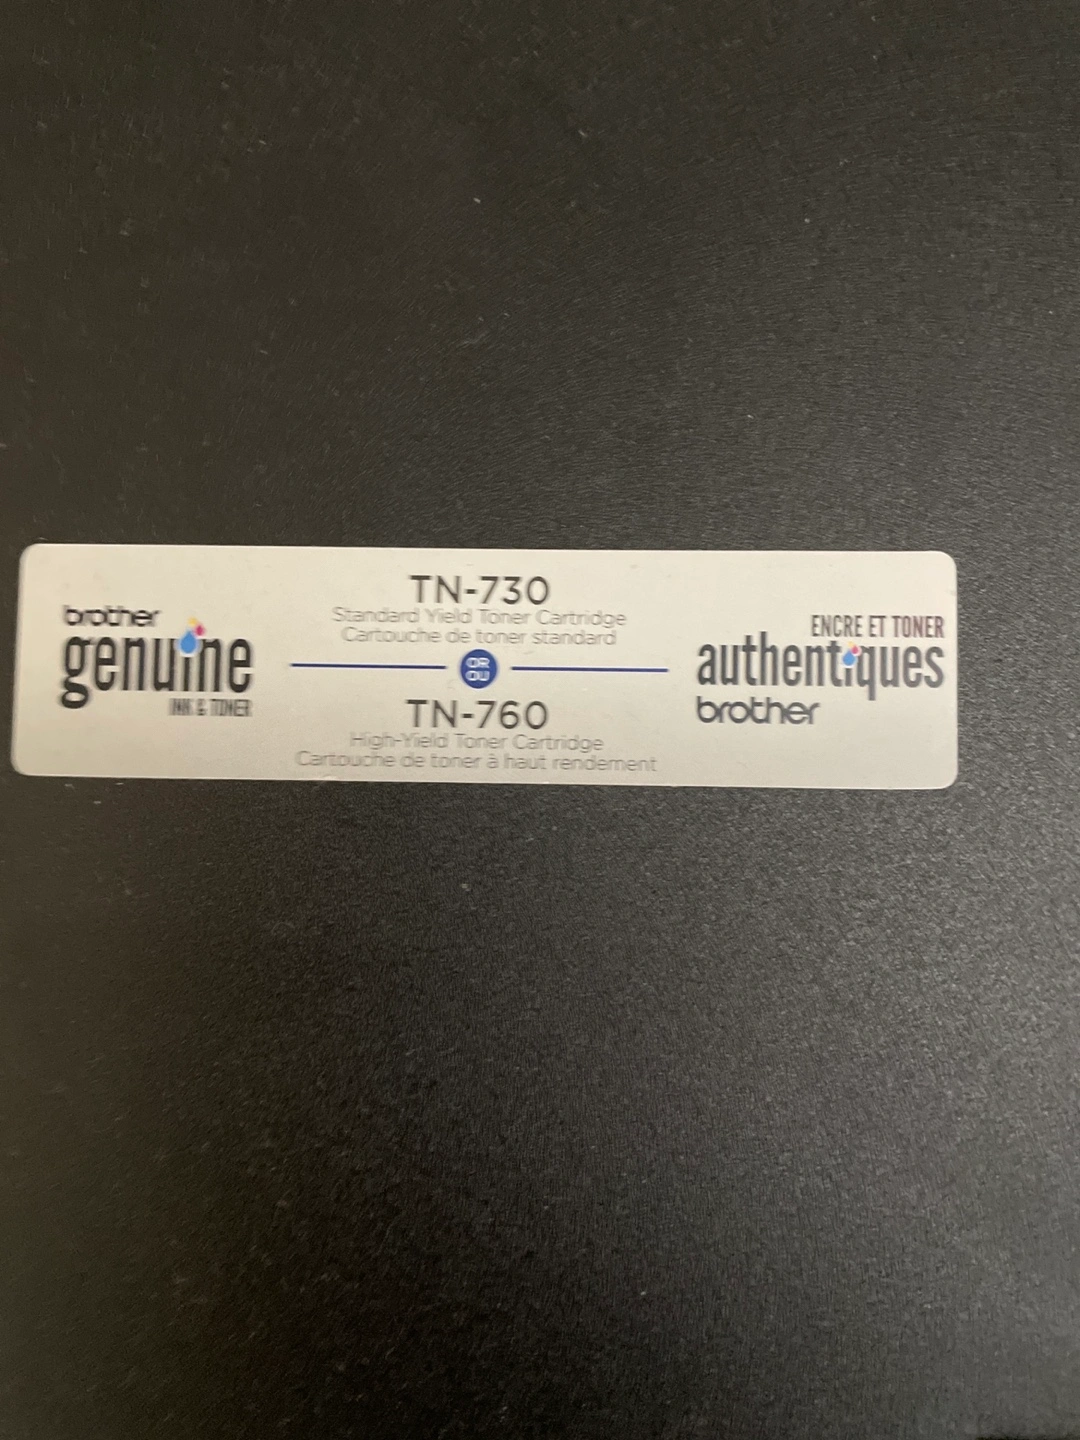 brother
genuine
INK & TONER
TN-730
Standard Yield Toner Cartridge
Cartouche de toner standard
OR
OU
TN-760
High-Yield Toner Cartridge
Cartouche de toner à haut rendement
ENCRE ET TONER
authentiques
brother